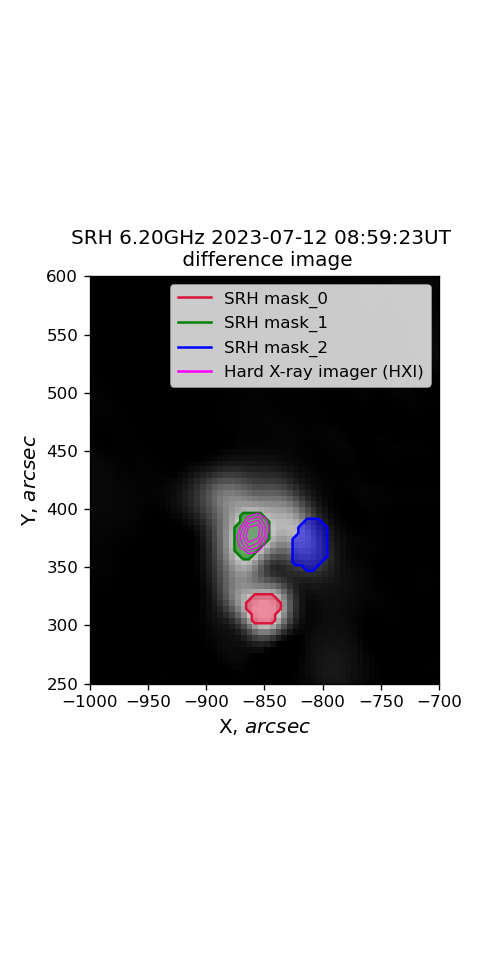 SRH 6.20GHz 2023-07-12 08:59:23UT
difference image
SRH mask_0
SRH mask_1
SRH mask_2
Hard X-ray imager (HXI)
600
550
500
450
400
350
300
250
Y, arcsec
−1000 −950 −900 −850 −800 −750 −700
X, arcsec